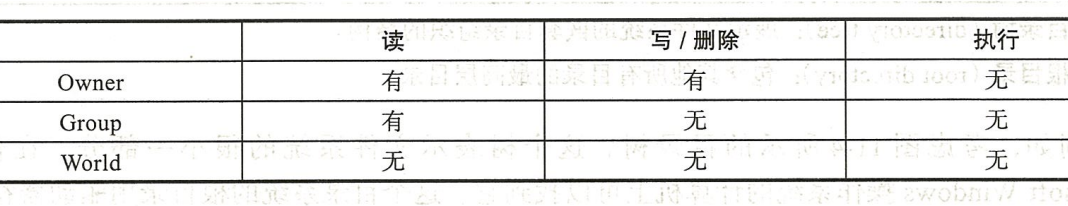 读 写 / 删除 执行
Owner 有 有 无
Group 有 无 无
World 无 无 无